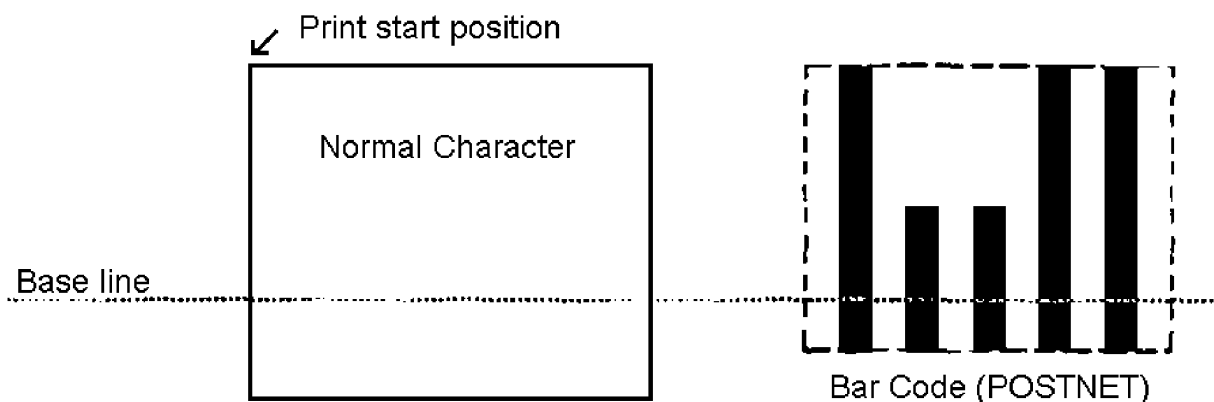 Print start position
Normal Character
Base line
Bar Code (POSTNET)